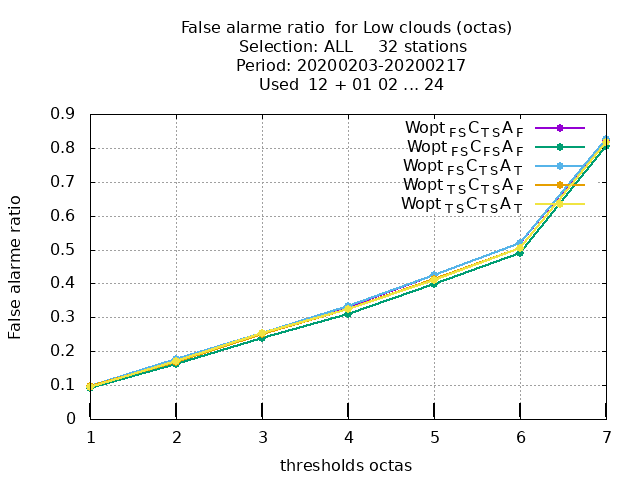 False alarme ratio  for Low clouds (octas)
Selection: ALL     32 stations
Period: 20200203-20200217
Used  12 + 01 02 ... 24
Wopt FS C TS A F
Wopt FS C FS A F
Wopt FS C TS A T
Wopt TS C TS A F
Wopt TS C TS A T
False alarme ratio
0.9
0.8
0.7
0.6
0.5
0.4
0.3
0.2
0.1
0
1 2 3 4 5 6 7
thresholds octas